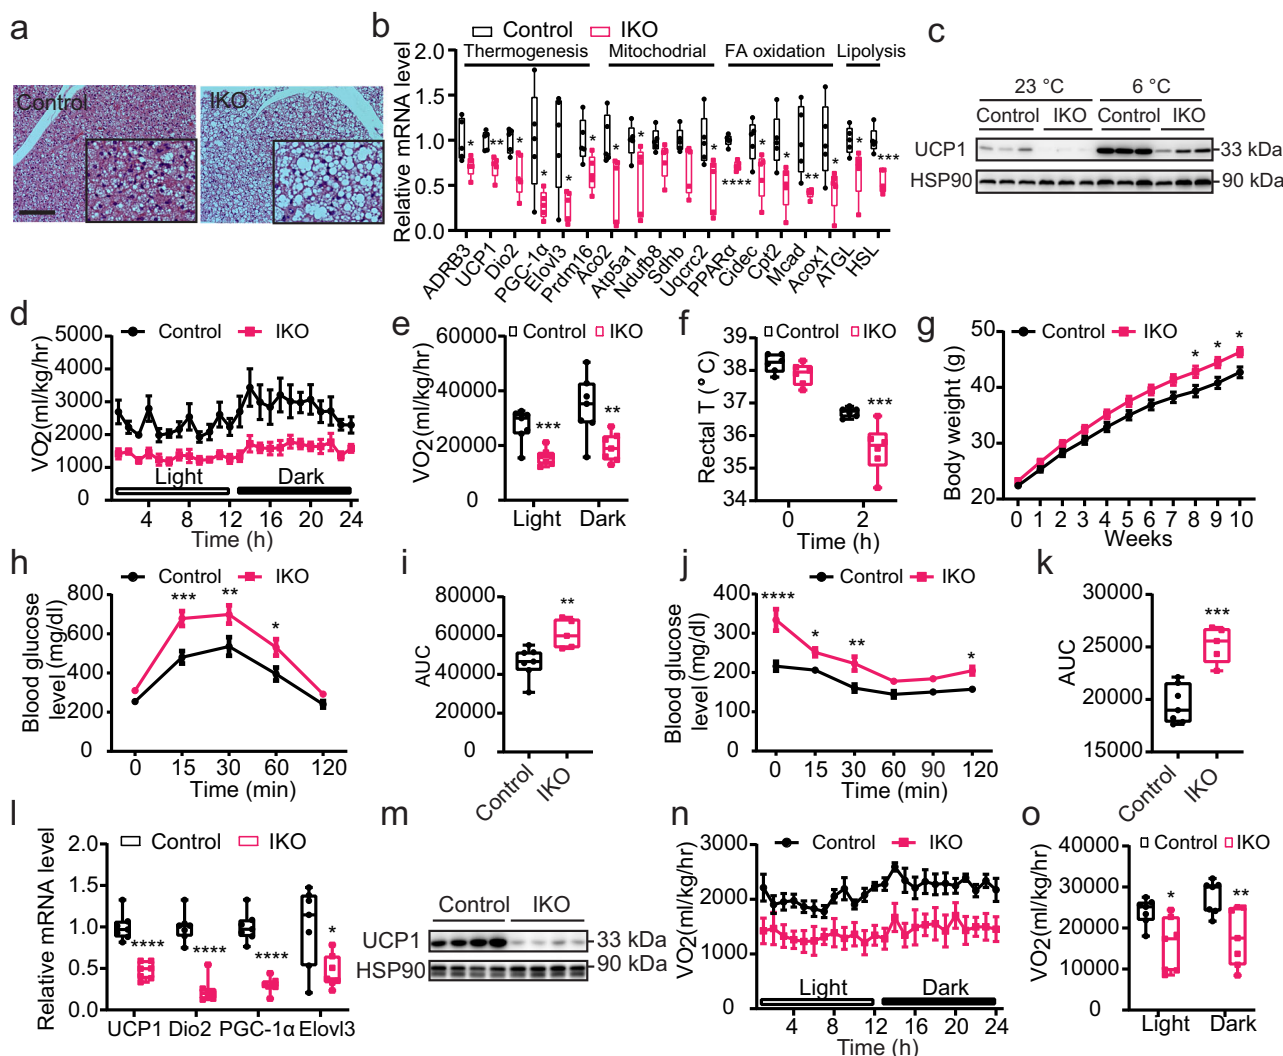 a
Control
IKO
b
Control IKO
Thermogenesis Mitochodrial FA oxidation Lipolysis
Relative mRNA level
2.0
1.5
1.0
0.5
0.0
* ** * * * * * * * **** * * ** * * ***
ADRB3 UCP1 Dio2 PGC-1α Elovl3 Prdm16 Aco2 Atp5a1 Ndufb8 Sdhb Uqcrc2 PPARα Cidec Cpt2 Mcad Acox1 ATGL HSL
c
23 °C 6 °C
Control IKO Control IKO
UCP1 33 kDa
HSP90 90 kDa
d
Control IKO
VO2(ml/kg/hr)
5000
4000
3000
2000
1000
0
Light Dark
4 8 12 16 20 24
Time (h)
e
Control IKO
VO2(ml/kg/hr)
60000
40000
20000
0
*** **
Light Dark
f
Control IKO
Rectal T (°C)
39
38
37
36
35
34
***
0 2
Time (h)
g
Control IKO
Body weight (g)
50
40
30
20
* * *
0 1 2 3 4 5 6 7 8 9 10
Weeks
h
Control IKO
Blood glucose
level (mg/dl)
800
600
400
200
0
*** ** *
0 15 30 60 120
Time (min)
i
AUC
80000
60000
40000
20000
0
**
Control IKO
j
Control IKO
Blood glucose
level (mg/dl)
400
300
200
100
0
**** * ** *
0 15 30 60 90 120
Time (min)
k
AUC
30000
25000
20000
15000
***
Control IKO
l
Control IKO
Relative mRNA level
2.0
1.5
1.0
0.5
0.0
**** **** **** *
UCP1 Dio2 PGC-1α Elovl3
m
Control IKO
UCP1 33 kDa
HSP90 90 kDa
n
Control IKO
VO2(ml/kg/hr)
3000
2000
1000
0
Light Dark
4 8 12 16 20 24
Time (h)
o
Control IKO
VO2(ml/kg/hr)
40000
30000
20000
10000
0
* **
Light Dark